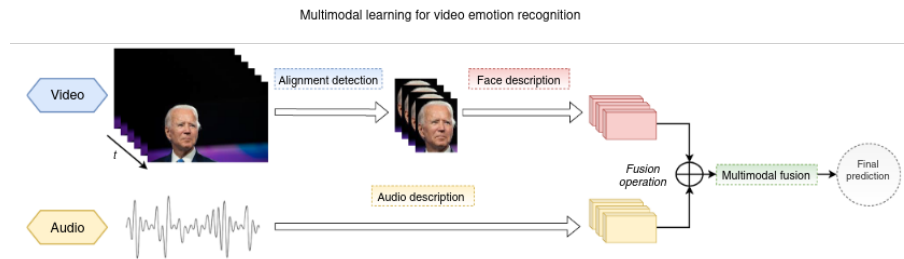 Multimodal learning for video emotion recognition
Alignment detection
Face description
Video
t
Fusion
operation
Multimodal fusion
Final
prediction
Audio description
Audio